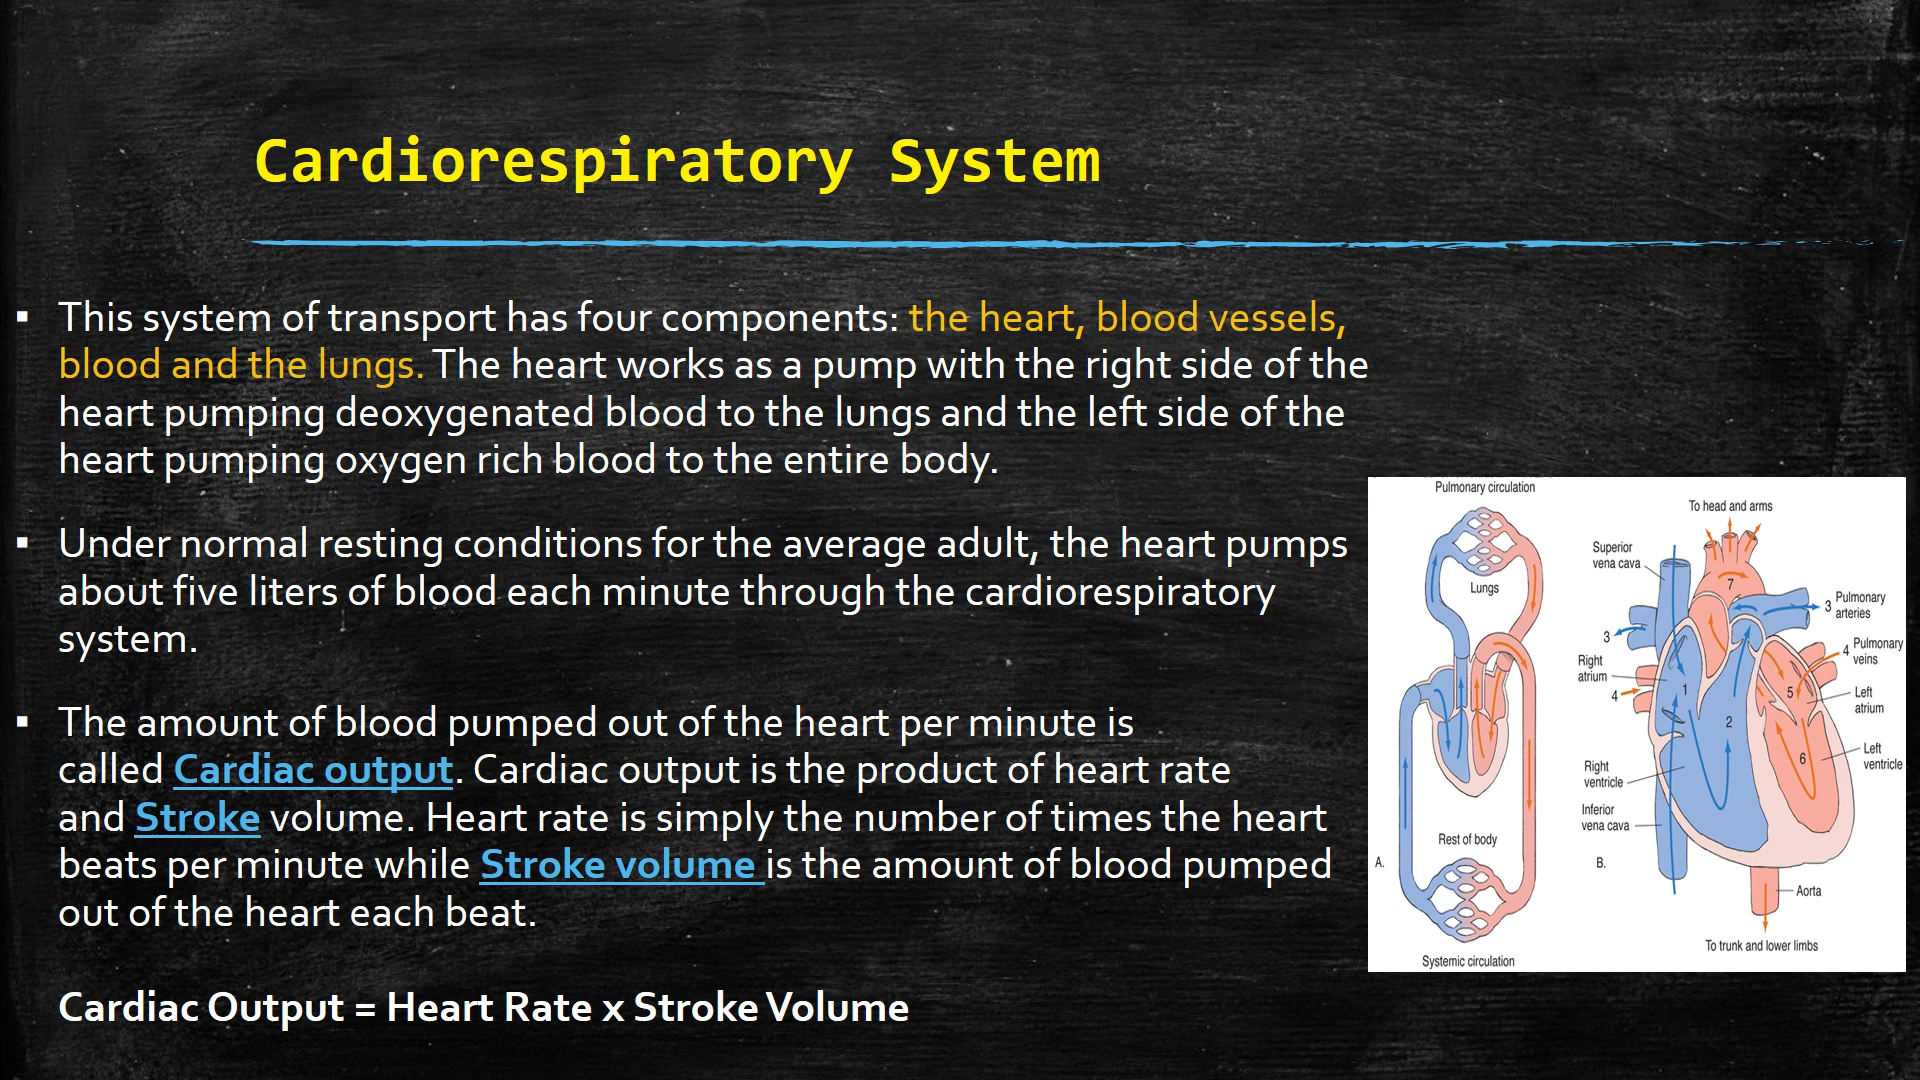 Cardiorespiratory System
▪ This system of transport has four components: the heart, blood vessels,
blood and the lungs. The heart works as a pump with the right side of the
heart pumping deoxygenated blood to the lungs and the left side of the
heart pumping oxygen rich blood to the entire body.
▪ Under normal resting conditions for the average adult, the heart pumps
about five liters of blood each minute through the cardiorespiratory
system.
▪ The amount of blood pumped out of the heart per minute is
called Cardiac output. Cardiac output is the product of heart rate
and Stroke volume. Heart rate is simply the number of times the heart
beats per minute while Stroke volume is the amount of blood pumped
out of the heart each beat.
Cardiac Output = Heart Rate x Stroke Volume
Pulmonary circulation
Lungs
Rest of body
A.
Systemic circulation
To head and arms
Superior
vena cava
7
3 Pulmonary
arteries
3
4 Pulmonary
veins
Right
atrium
4
1
5
Left
atrium
2
6
Left
ventricle
Right
ventricle
Inferior
vena cava
B.
Aorta
To trunk and lower limbs